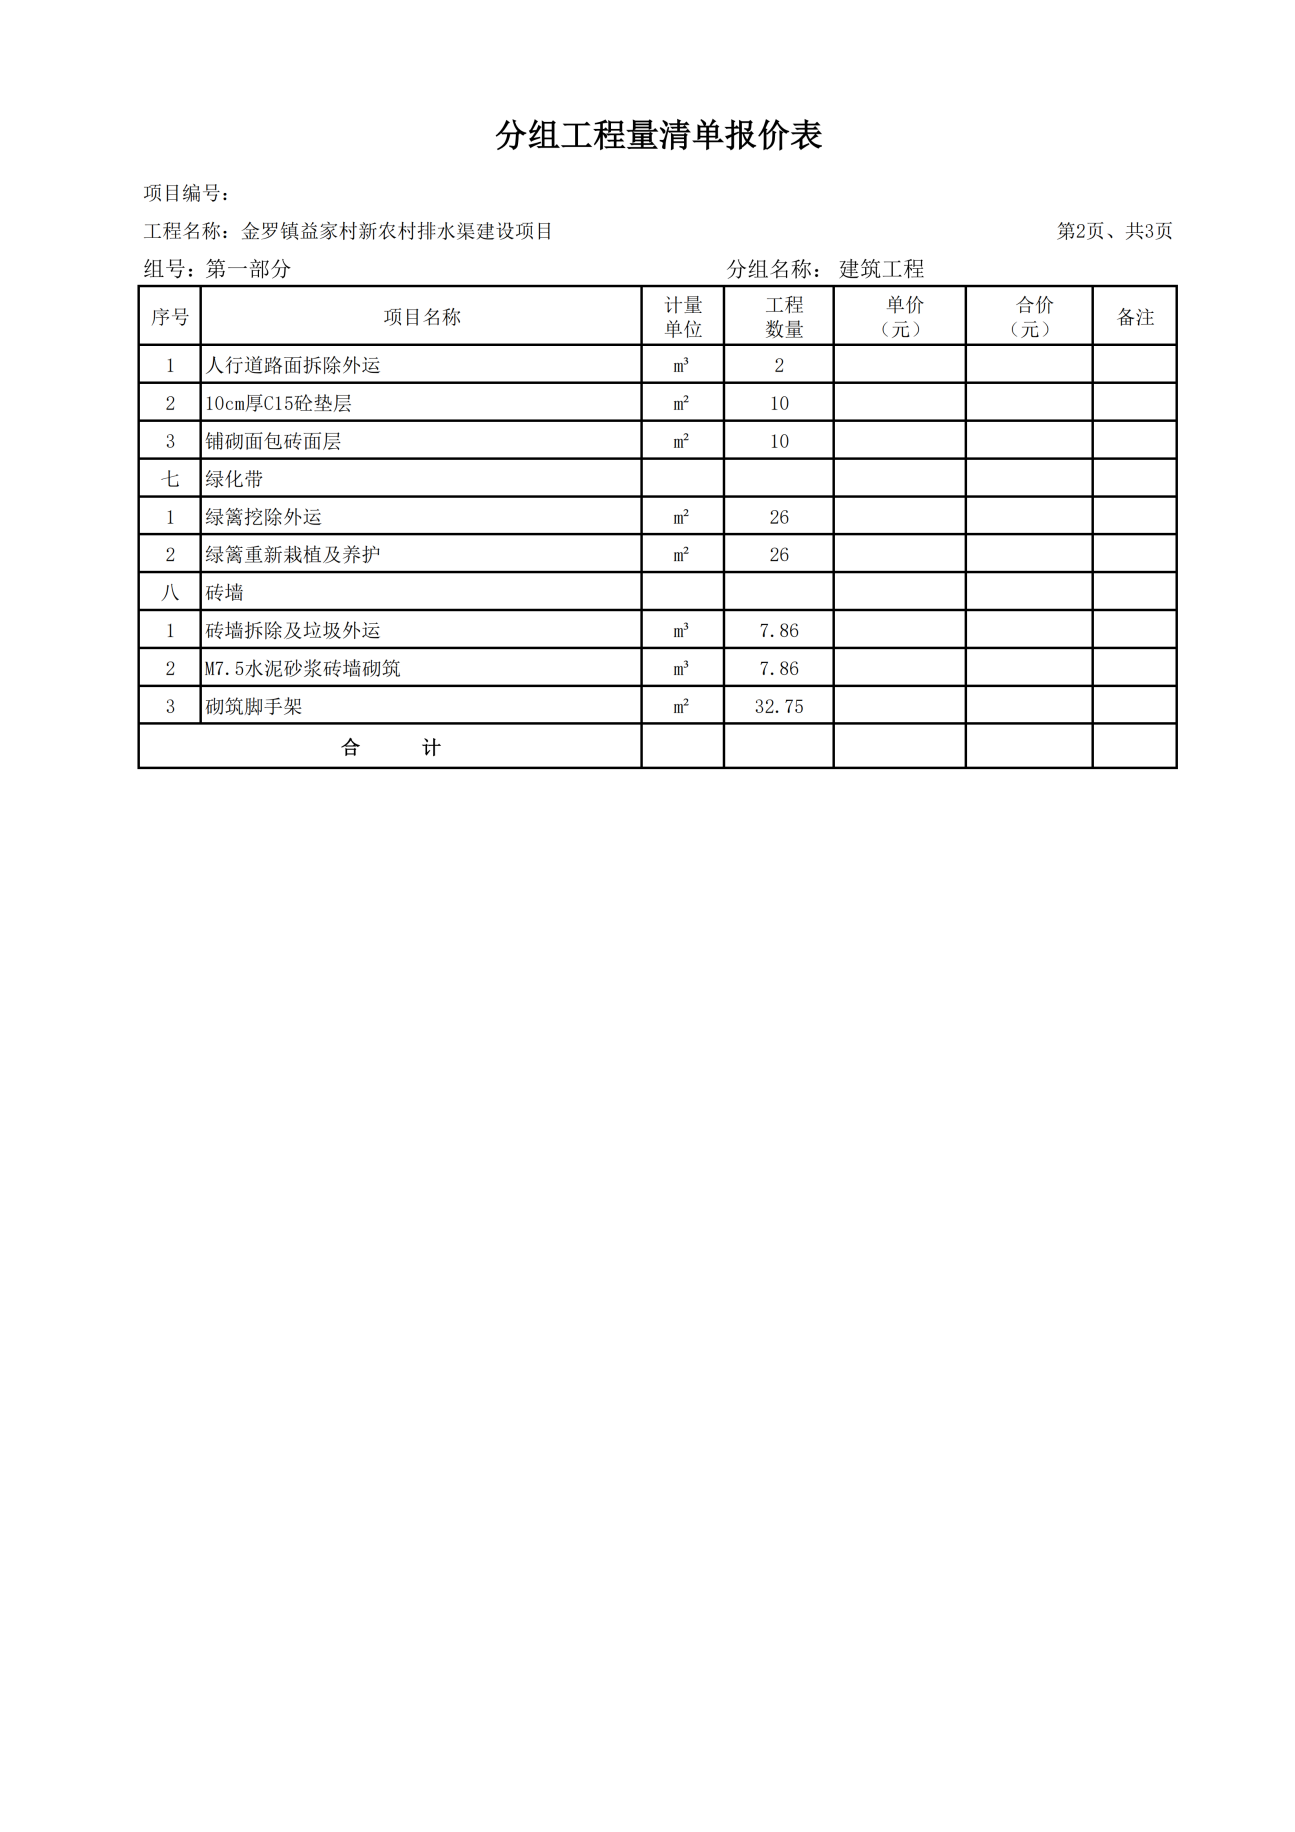 分组工程量清单报价表
项目编号：
工程名称：金罗镇益家村新农村排水渠建设项目 第2页、共3页
组号：第一部分 分组名称： 建筑工程
序号 项目名称 计量单位 工程数量 单价（元） 合价（元） 备注
1 人行道路面拆除外运 m³ 2
2 10cm厚C15砼垫层 m² 10
3 铺砌面包砖面层 m² 10
七 绿化带
1 绿篱挖除外运 m² 26
2 绿篱重新栽植及养护 m² 26
八 砖墙
1 砖墙拆除及垃圾外运 m³ 7.86
2 M7.5水泥砂浆砖墙砌筑 m³ 7.86
3 砌筑脚手架 m² 32.75
合 计